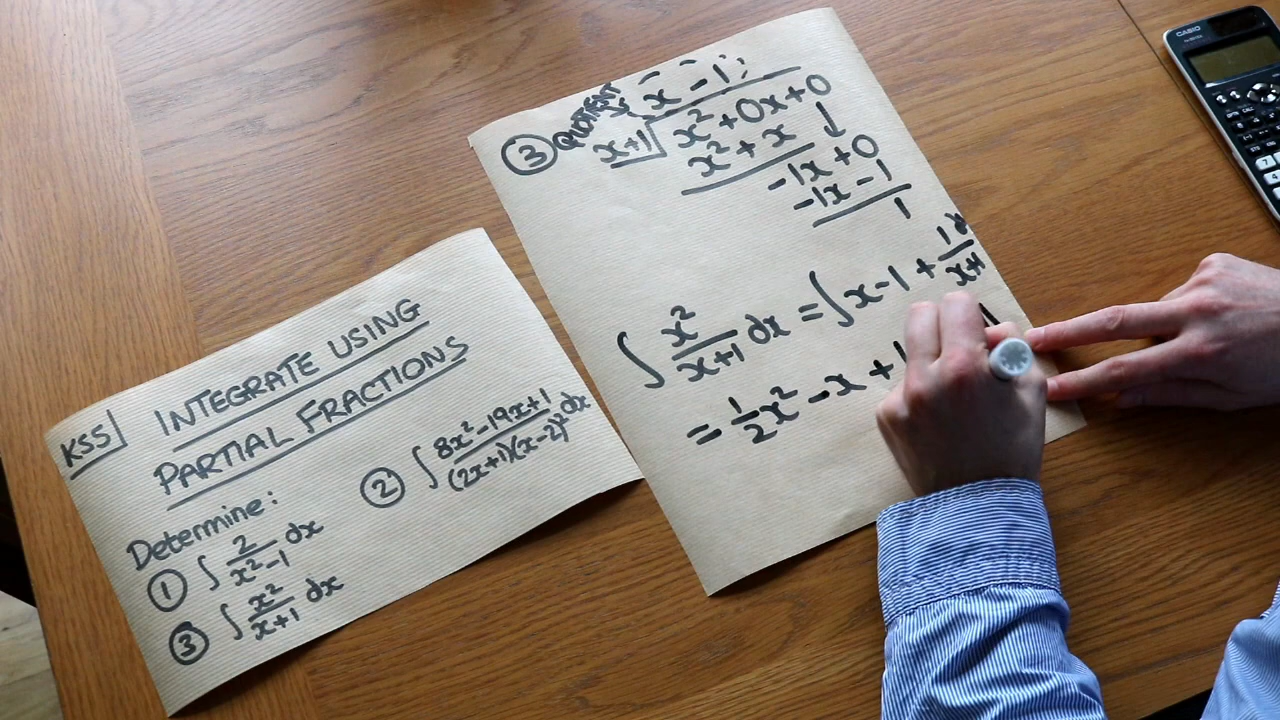 KS5
INTEGRATE USING
PARTIAL FRACTIONS
Determine:
① ∫ 2/(x²-1) dx
② ∫ (8x²-19x+1)/((2x+1)(x-2)²) dx
③ ∫ x²/(x+1) dx
③ QUOTIENT
x - 1
x+1 x² + 0x + 0
x² + x ↓
-1x + 0
-1x - 1
1
∫ x²/(x+1) dx = ∫ x - 1 + 1/(x+1) d
= 1/2 x² - x +
CASIO